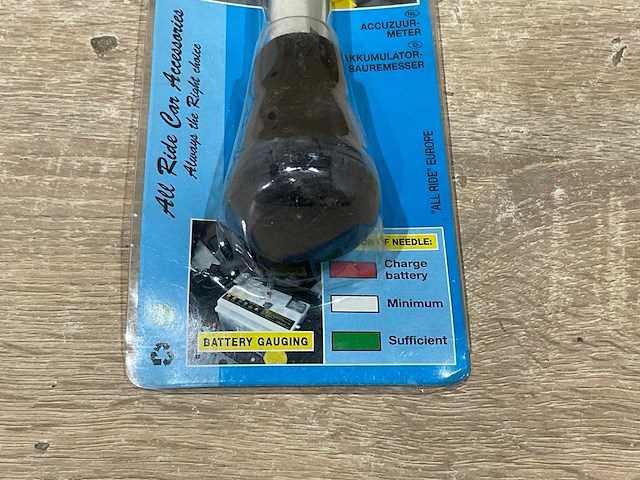 All Ride Car Accessories
Always the Right choice
NL
ACCUZUUR-
METER
D
AKKUMULATOR-
SAUREMESSER
"ALL RIDE" EUROPE
OF NEEDLE:
Charge
battery
Minimum
Sufficient
BATTERY GAUGING